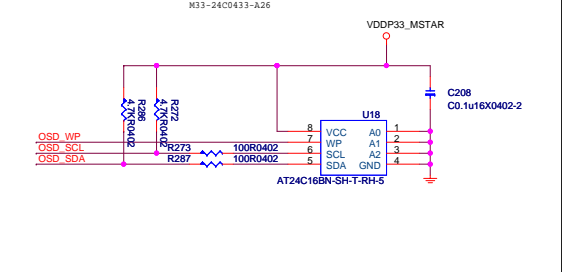 M33-24C0433-A26
VDDP33_MSTAR
C208
C0.1u16X0402-2
R286
4.7KR0402
R272
4.7KR0402
U18
8 VCC A0 1
7 WP A1 2
6 SCL A2 3
5 SDA GND 4
OSD_WP
OSD_SCL
OSD_SDA
R273 100R0402
R287 100R0402
AT24C16BN-SH-T-RH-5